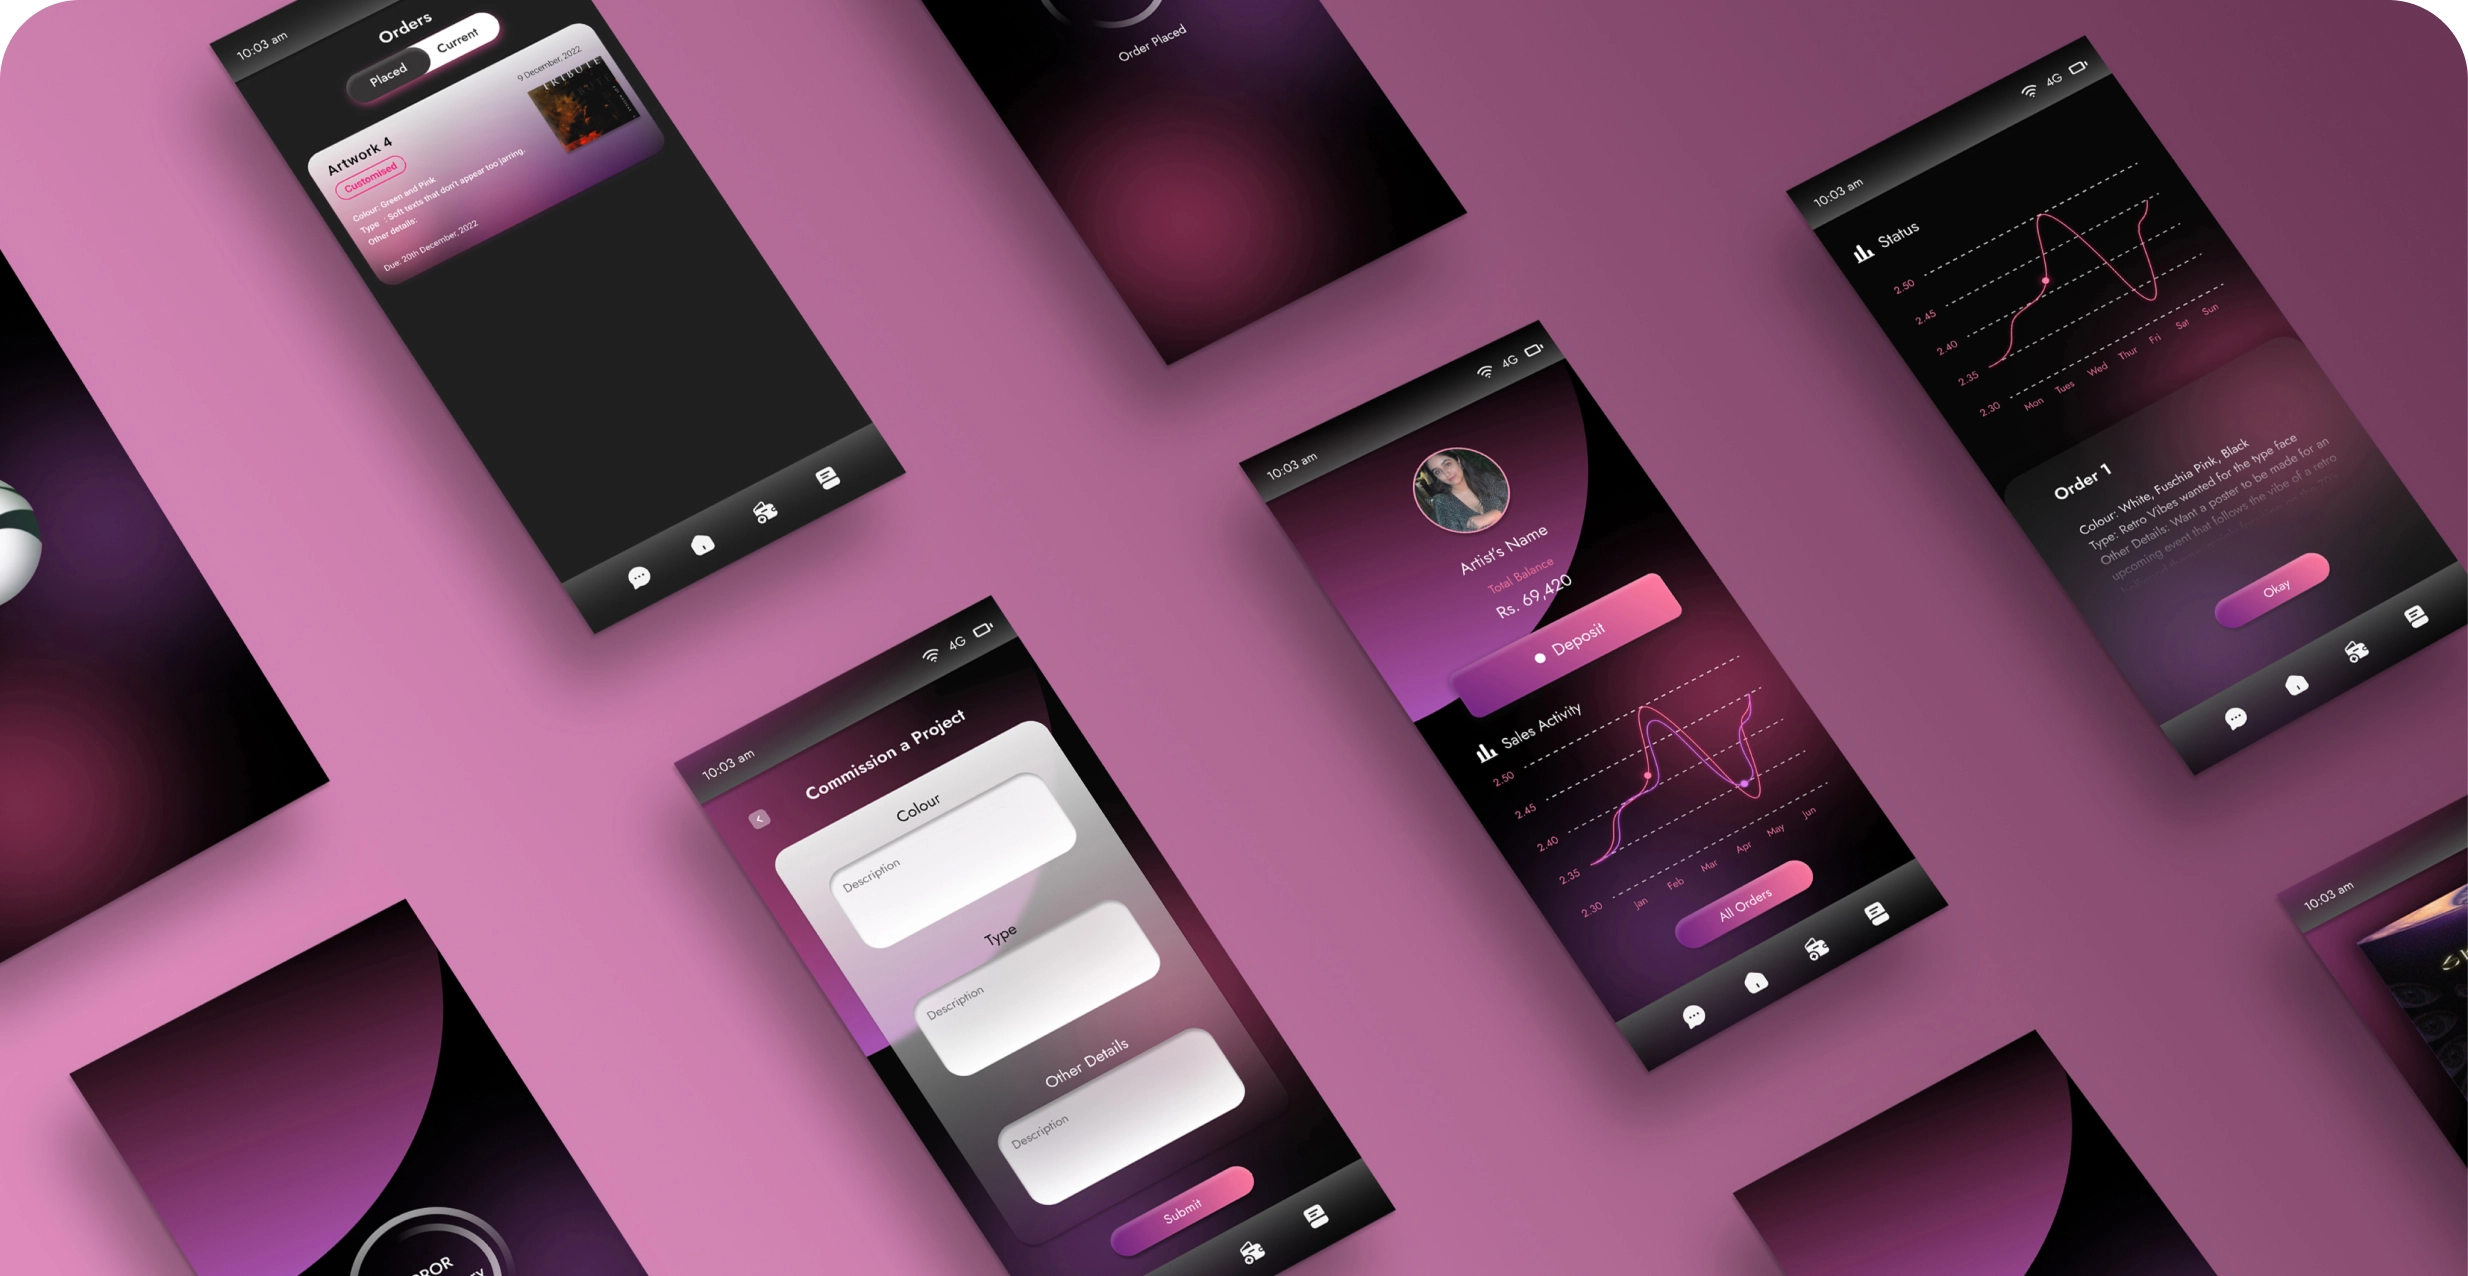 10:03 am
Orders
Placed
Current
9 December, 2022
TRIBUTE
Artwork 4
Customised
Colour: Green and Pink
Type : Soft texts that don't appear too jarring.
Other details:
Due: 20th December, 2022
Order Placed
10:03 am
4G
Status
2.50
2.45
2.40
2.35
2.30
Mon
Tues
Wed
Thur
Fri
Sat
Sun
Order 1
Colour: White, Fuschia Pink, Black
Type: Retro Vibes wanted for the type face
Other Details: Want a poster to be made for an
upcoming event that follows the vibe of a retro
Okay
10:03 am
4G
Artist's Name
Total Balance
Rs. 69,420
Deposit
Sales Activity
2.50
2.45
2.40
2.35
2.30
Jan
Feb
Mar
Apr
May
Jun
All Orders
10:03 am
4G
Commission a Project
Colour
Description
Type
Description
Other Details
Description
Submit
10:03 am